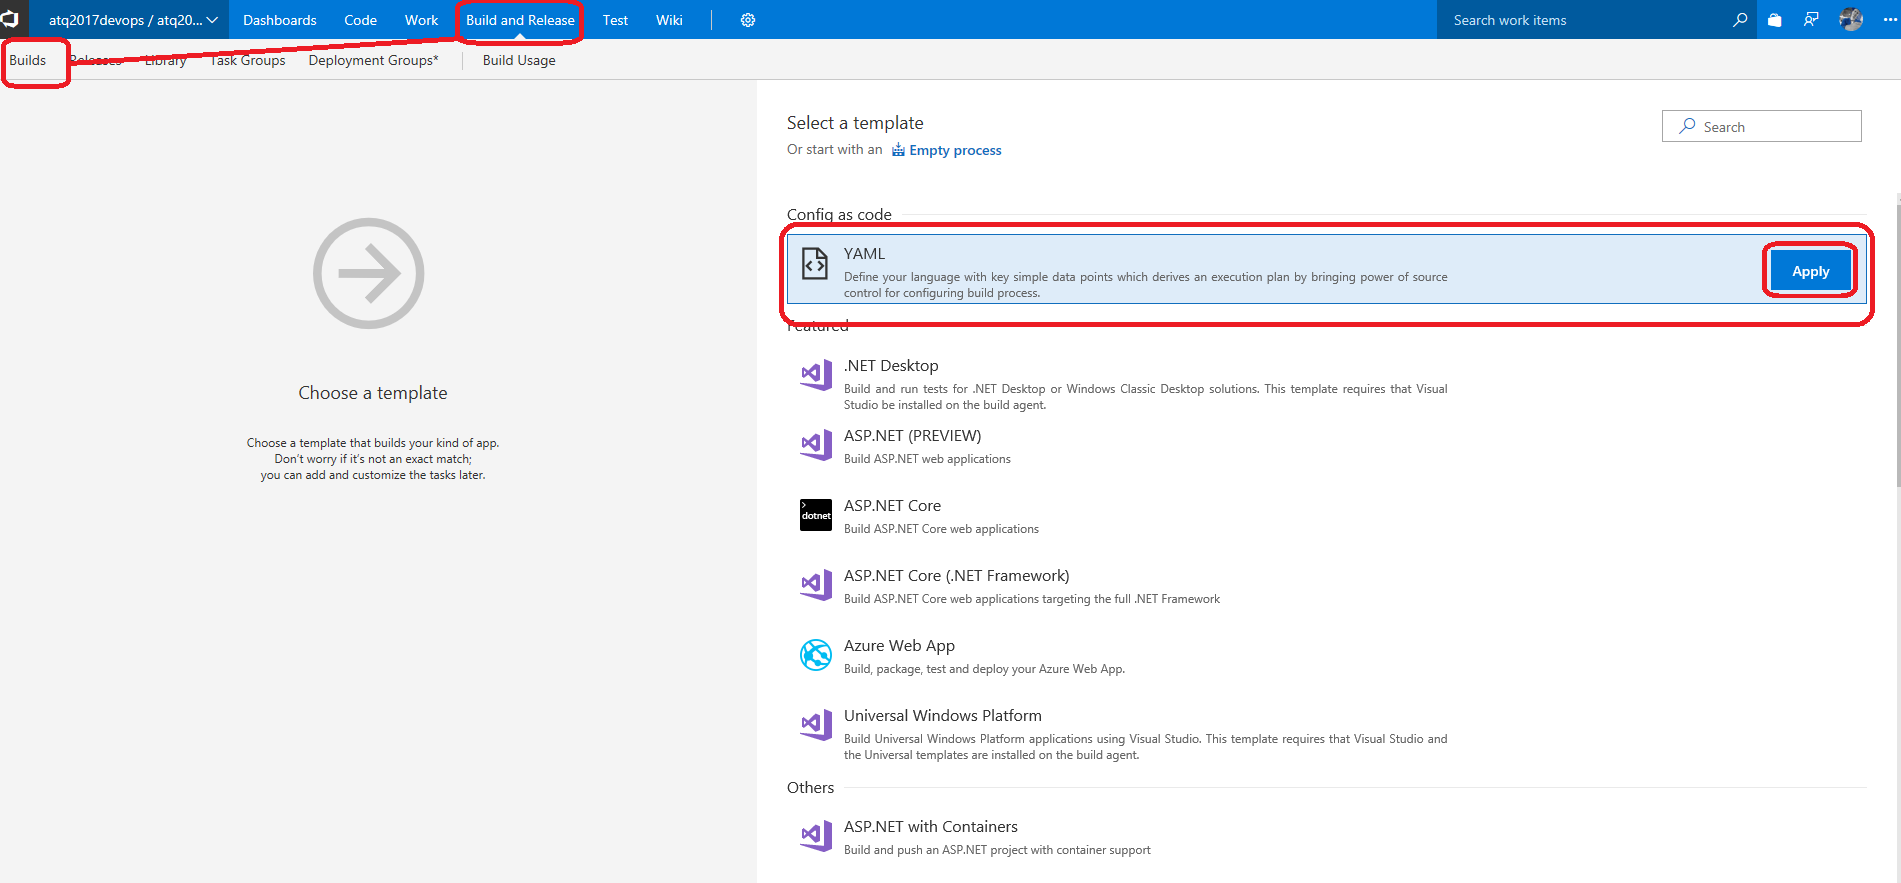 atq2017devops / atq20... Dashboards Code Work Build and Release Test Wiki Search work items
Builds Releases Library Task Groups Deployment Groups* Build Usage
Select a template
Search
Or start with an Empty process
Config as code
YAML
Define your language with key simple data points which derives an execution plan by bringing power of source
control for configuring build process.
Apply
Featured
.NET Desktop
Build and run tests for .NET Desktop or Windows Classic Desktop solutions. This template requires that Visual
Studio be installed on the build agent.
Choose a template
Choose a template that builds your kind of app.
Don't worry if it's not an exact match;
you can add and customize the tasks later.
ASP.NET (PREVIEW)
Build ASP.NET web applications
dotnet
ASP.NET Core
Build ASP.NET Core web applications
ASP.NET Core (.NET Framework)
Build ASP.NET Core web applications targeting the full .NET Framework
Azure Web App
Build, package, test and deploy your Azure Web App.
Universal Windows Platform
Build Universal Windows Platform applications using Visual Studio. This template requires that Visual Studio and
the Universal templates are installed on the build agent.
Others
ASP.NET with Containers
Build and push an ASP.NET project with container support